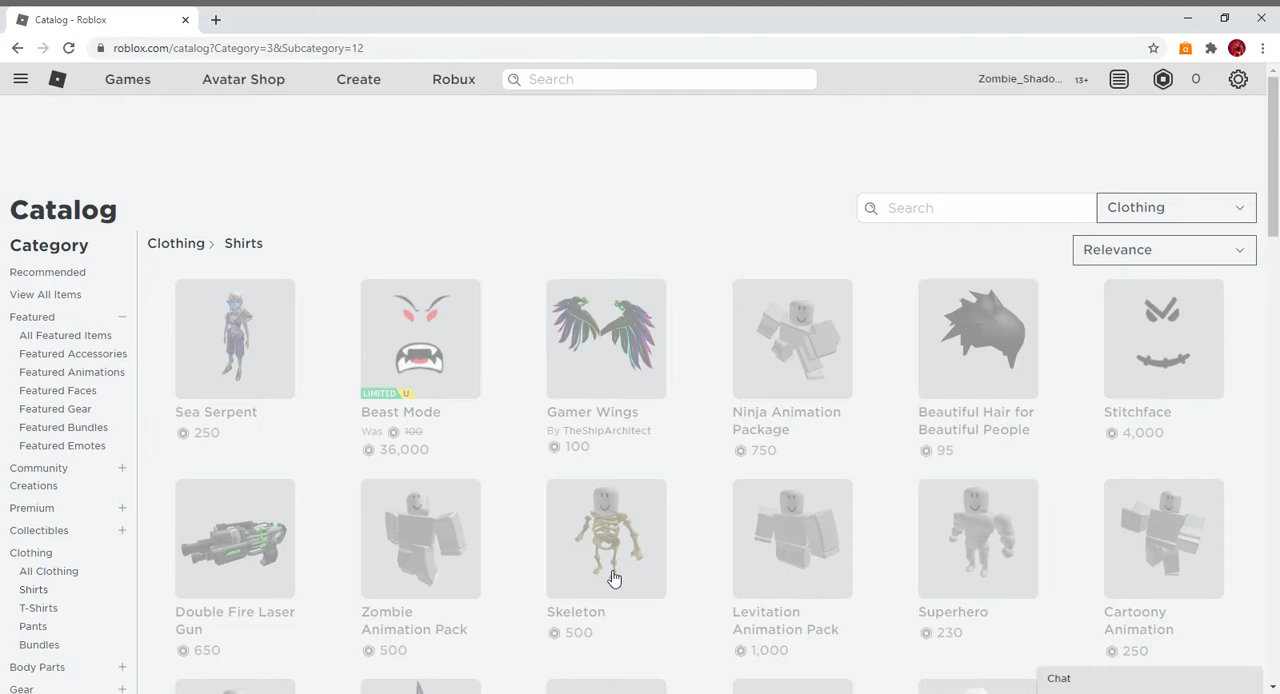 Catalog - Roblox
roblox.com/catalog?Category=3&Subcategory=12
Games
Avatar Shop
Create
Robux
Search
Zombie_Shado...
13+
0
Catalog
Search
Clothing
Category
Clothing
Shirts
Relevance
Recommended
View All Items
Featured
All Featured Items
Featured Accessories
Featured Animations
Featured Faces
Featured Gear
Featured Bundles
Featured Emotes
Community
Creations
Premium
Collectibles
Clothing
All Clothing
Shirts
T-Shirts
Pants
Bundles
Body Parts
Gear
Sea Serpent
250
LIMITED U
Beast Mode
Was 100
36,000
Gamer Wings
By TheShipArchitect
100
Ninja Animation
Package
750
Beautiful Hair for
Beautiful People
95
Stitchface
4,000
Double Fire Laser
Gun
650
Zombie
Animation Pack
500
Skeleton
500
Levitation
Animation Pack
1,000
Superhero
230
Cartoony
Animation
250
Chat